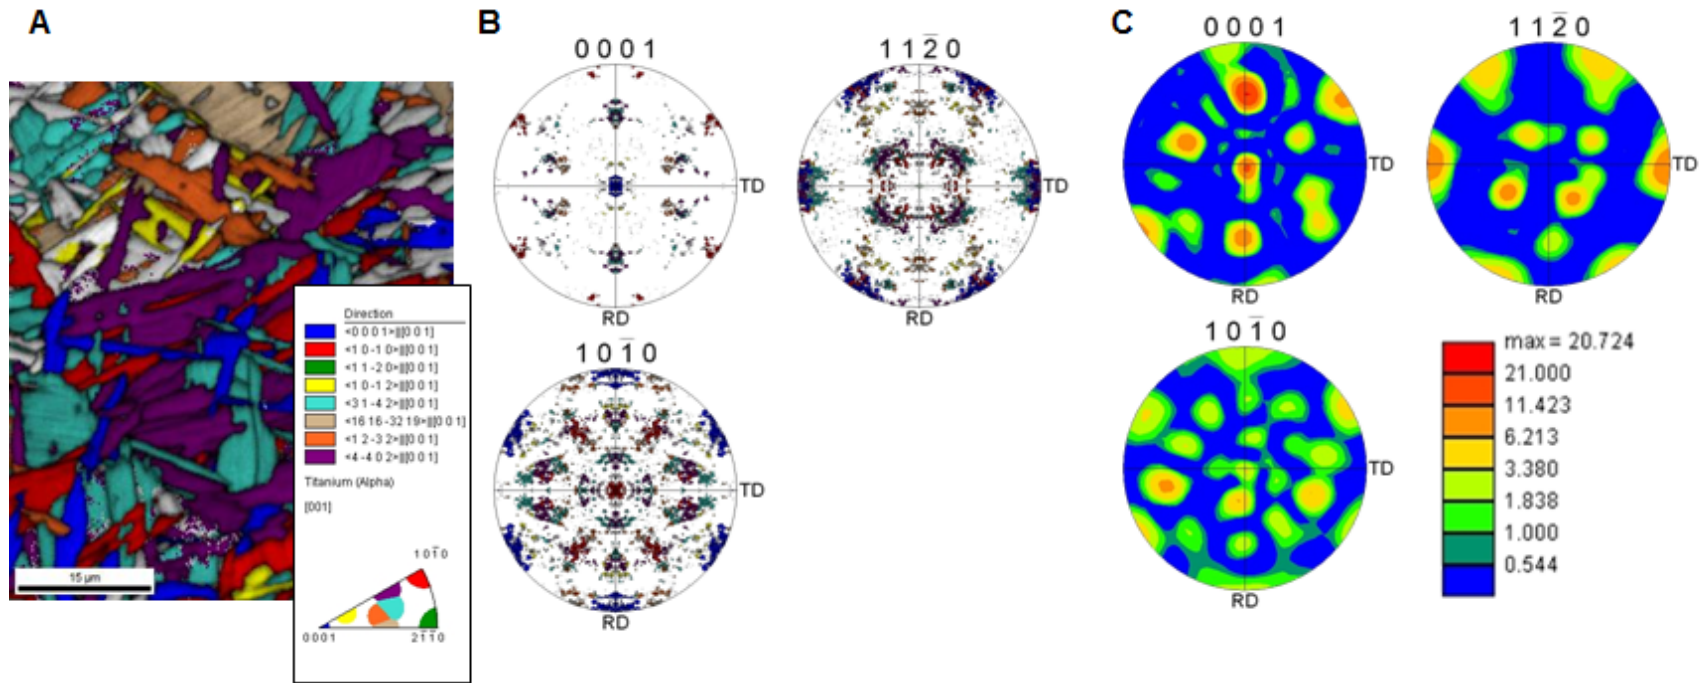 A
Direction
<0 0 0 1>||[0 0 1]
<1 0 -1 0>||[0 0 1]
<1 1 -2 0>||[0 0 1]
<1 0 -1 2>||[0 0 1]
<3 1 -4 2>||[0 0 1]
<16 16 -32 19>||[0 0 1]
<1 2 -3 2>||[0 0 1]
<4 -4 0 2>||[0 0 1]
Titanium (Alpha)
[001]
1 0 1̅ 0
0 0 0 1
2 1̅ 1̅ 0
15 µm
B
0 0 0 1
TD
RD
1 1 2̅ 0
TD
RD
1 0 1̅ 0
TD
RD
C
0 0 0 1
TD
RD
1 1 2̅ 0
TD
RD
1 0 1̅ 0
TD
RD
max = 20.724
21.000
11.423
6.213
3.380
1.838
1.000
0.544